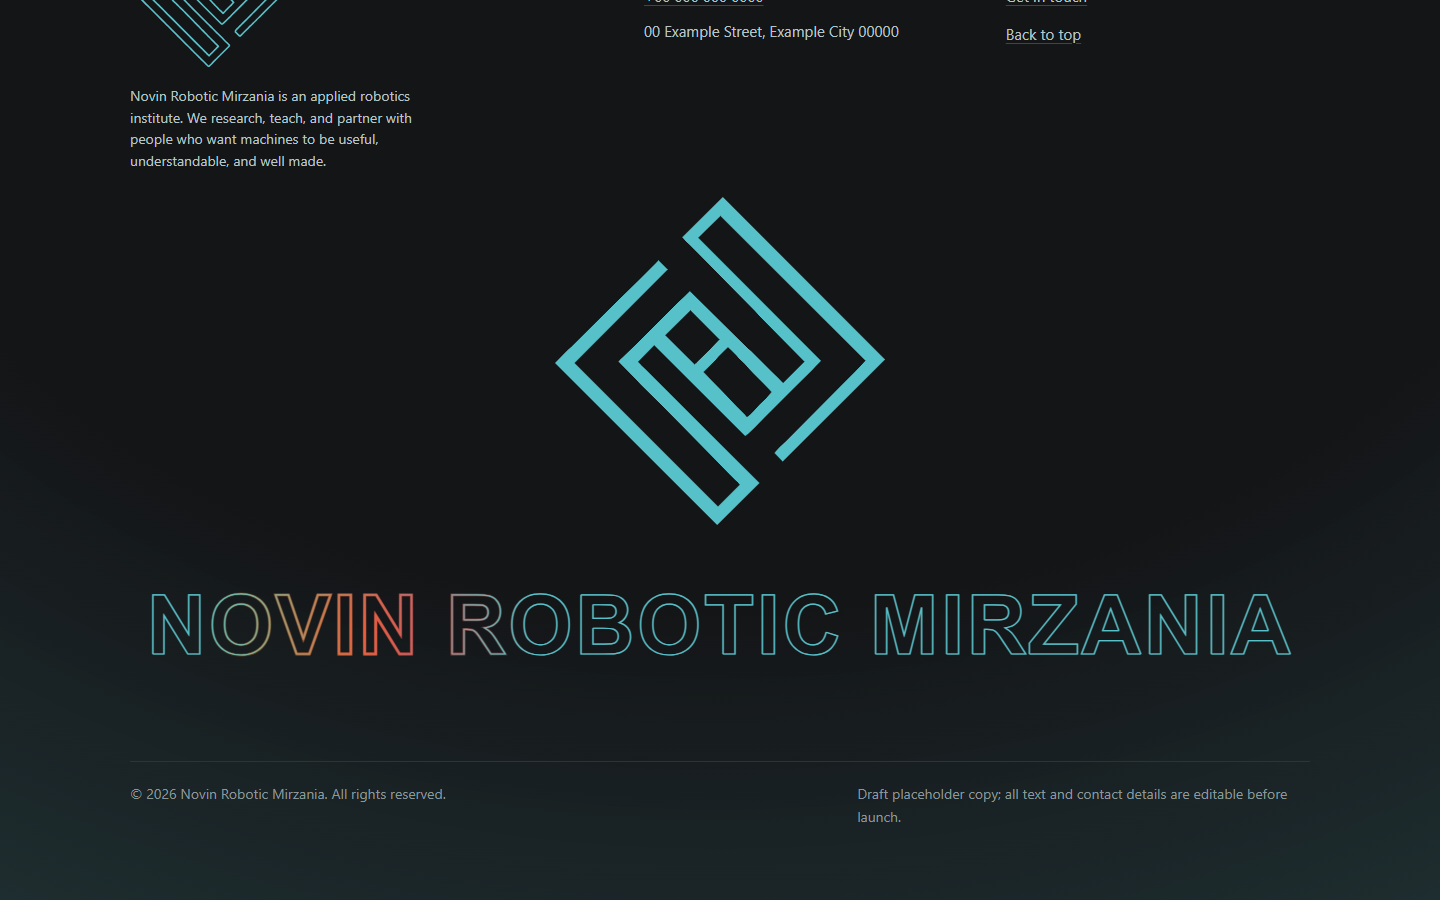 00 Example Street, Example City 00000
Back to top
Novin Robotic Mirzania is an applied robotics
institute. We research, teach, and partner with
people who want machines to be useful,
understandable, and well made.
NOVIN ROBOTIC MIRZANIA
© 2026 Novin Robotic Mirzania. All rights reserved.
Draft placeholder copy; all text and contact details are editable before
launch.